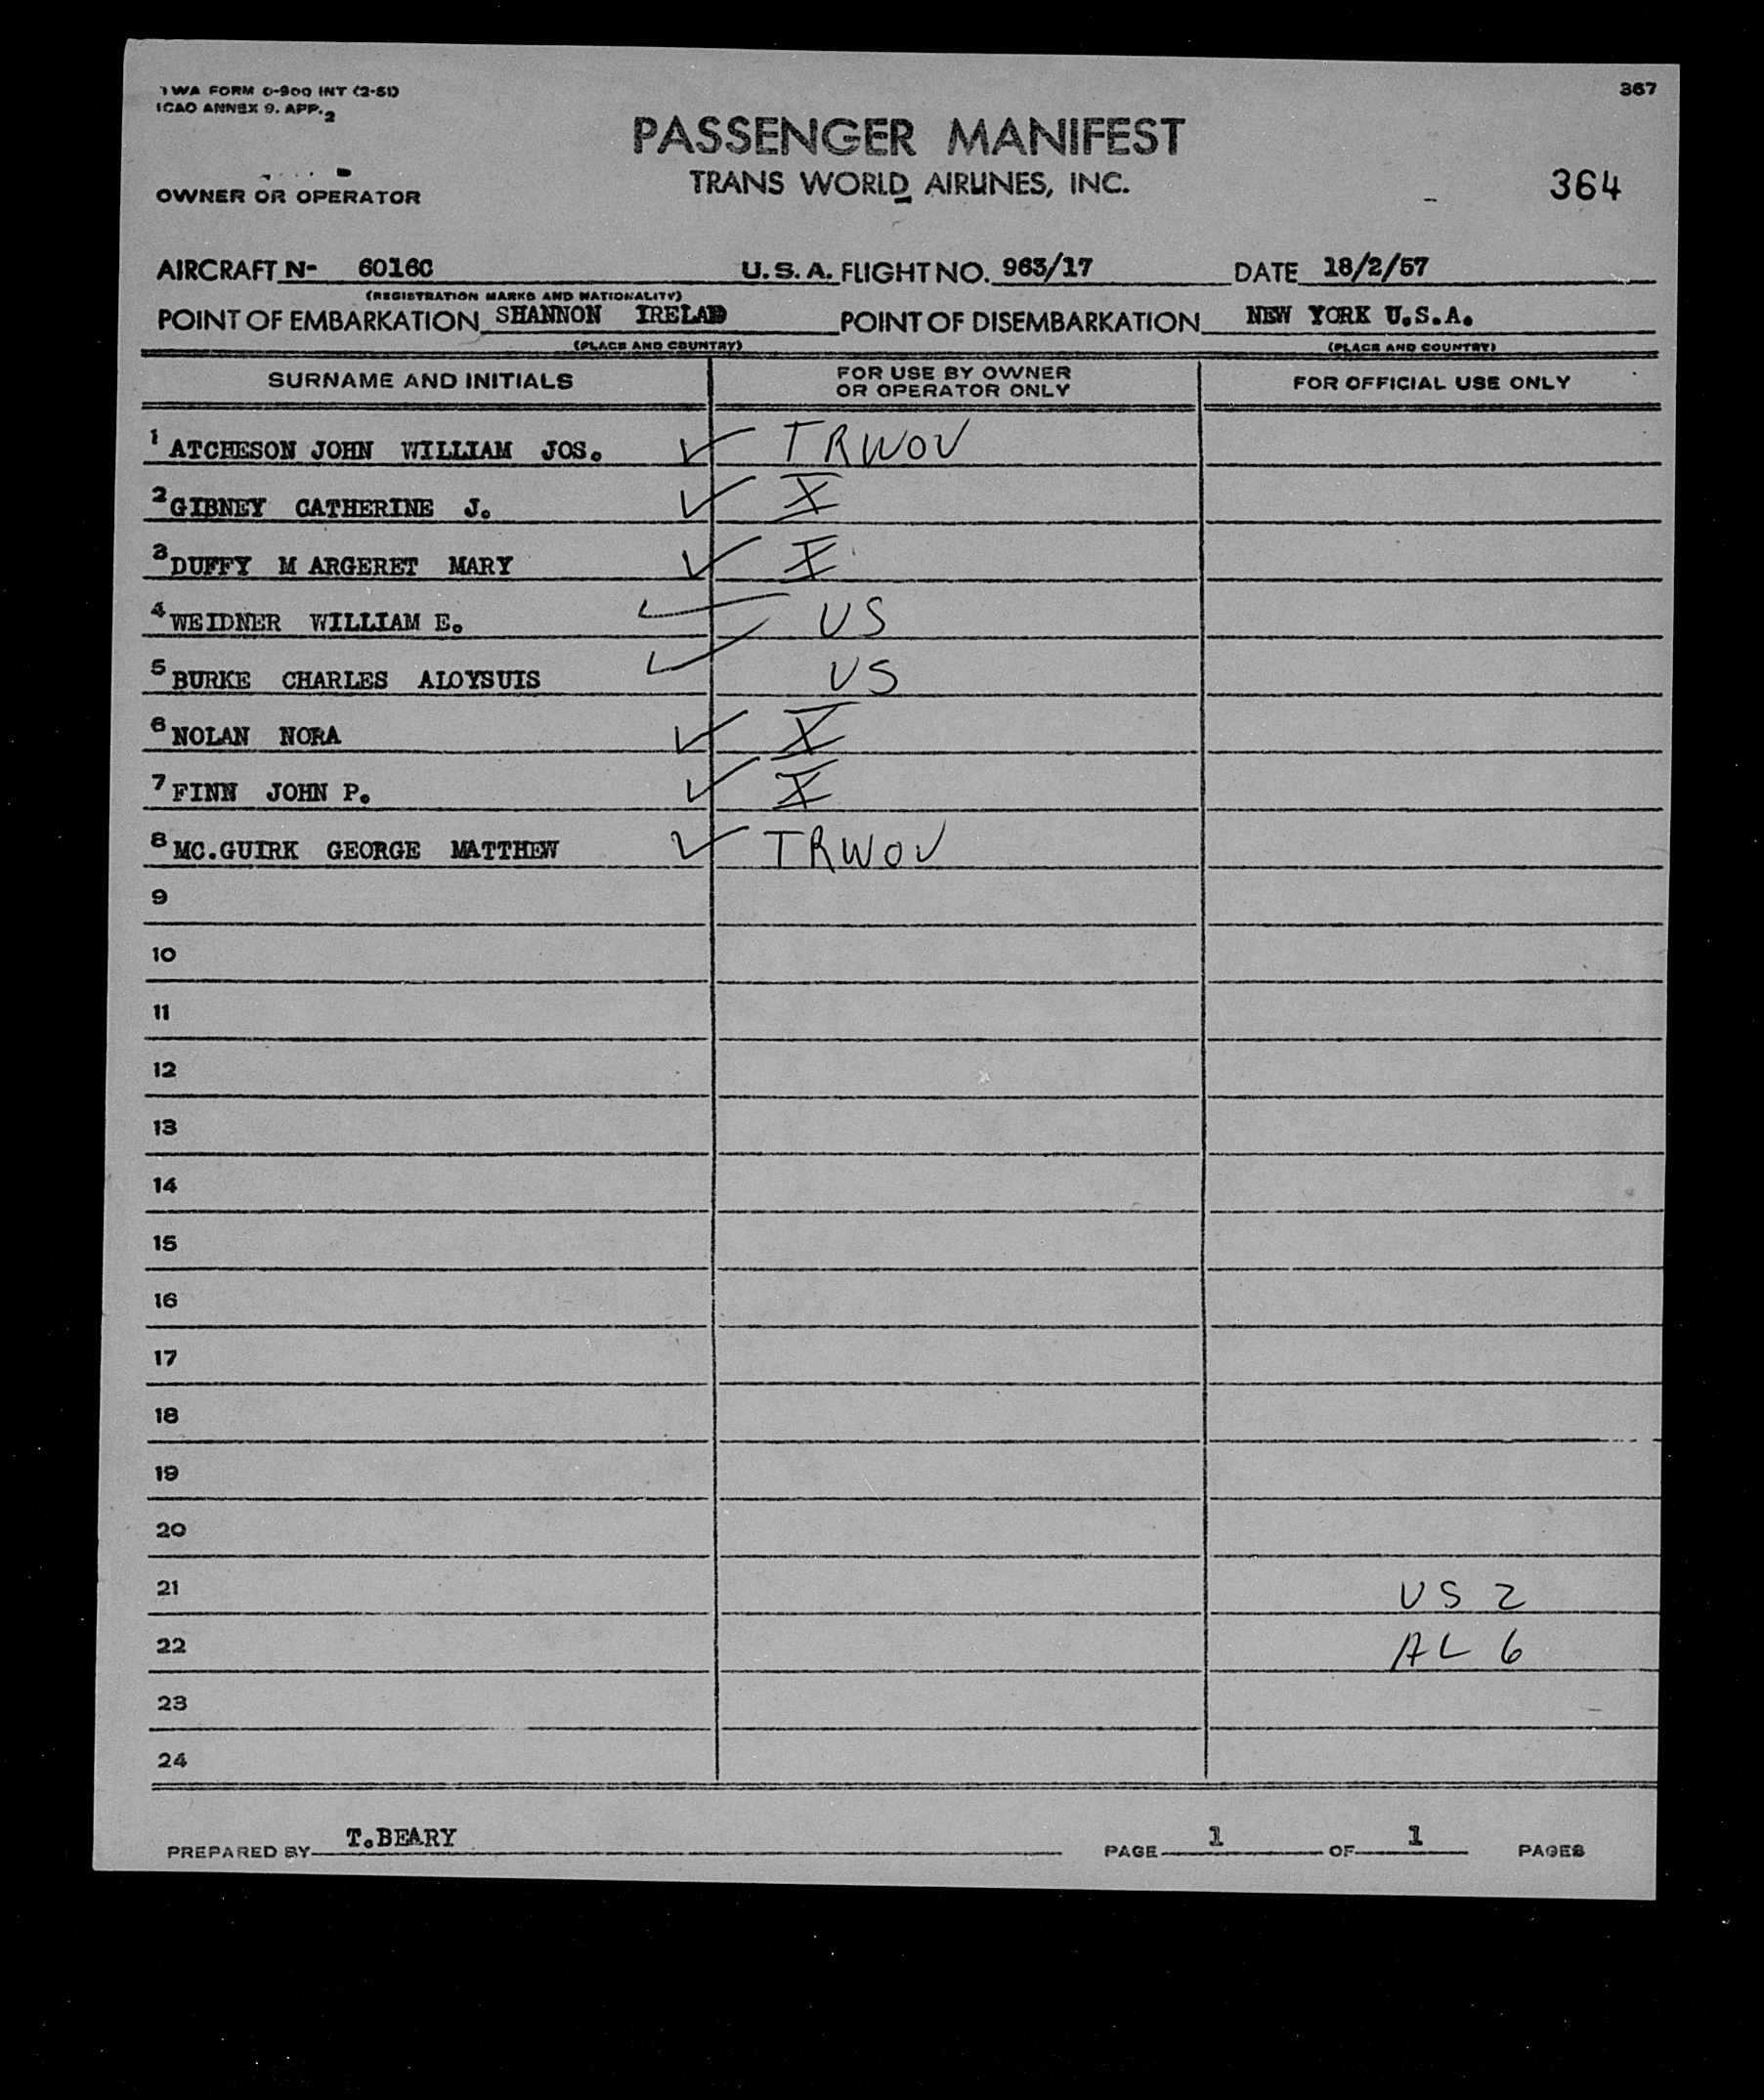 TWA FORM O-900 INT (2-51)
ICAO ANNEX 9. APP. 2
367
PASSENGER MANIFEST
TRANS WORLD AIRLINES, INC.
364
OWNER OR OPERATOR
AIRCRAFT N- 6016C U.S.A. FLIGHT NO. 963/17 DATE 18/2/57
(REGISTRATION MARKS AND NATIONALITY)
POINT OF EMBARKATION SHANNON IRELAD POINT OF DISEMBARKATION NEW YORK U.S.A.
(PLACE AND COUNTRY) (PLACE AND COUNTRY)
SURNAME AND INITIALS FOR USE BY OWNER OR OPERATOR ONLY FOR OFFICIAL USE ONLY
1 ATCHESON JOHN WILLIAM JOS. ✓ TRWOV
2 GIBNEY CATHERINE J. ✓ X
3 DUFFY M ARGERET MARY ✓ X
4 WEIDNER WILLIAM E. ✓ US
5 BURKE CHARLES ALOYSUIS ✓ US
6 NOLAN NORA ✓ X
7 FINN JOHN P. ✓ X
8 MC.GUIRK GEORGE MATTHEW ✓ TRWOV
9
10
11
12
13
14
15
16
17
18
19
20
21 US 2
22 AL 6
23
24
PREPARED BY T.BEARY PAGE 1 OF 1 PAGES